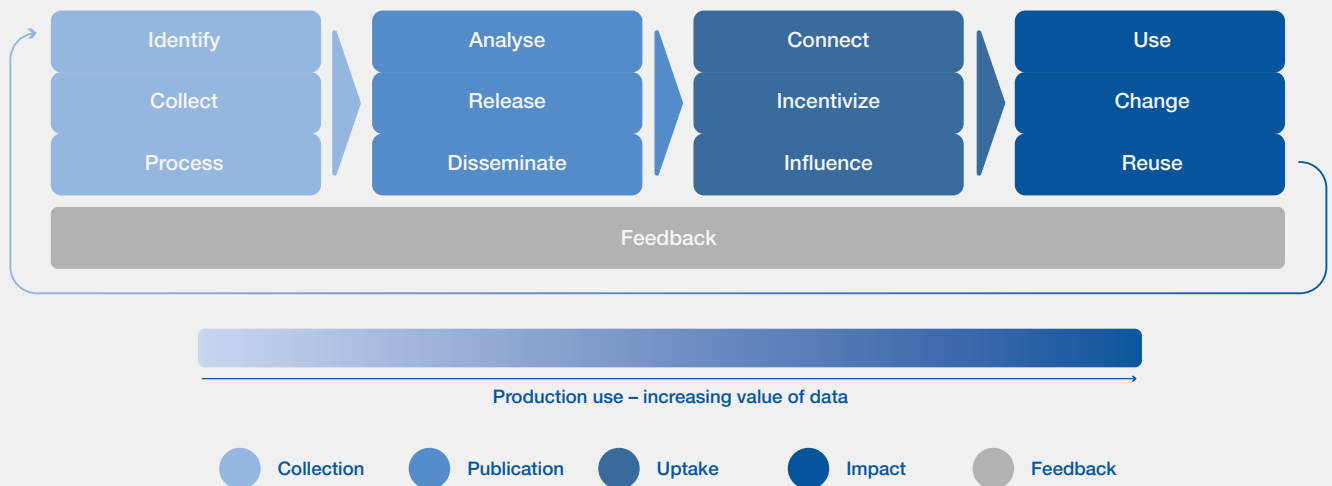 Identify
Collect
Process
Analyse
Release
Disseminate
Connect
Incentivize
Influence
Use
Change
Reuse
Feedback
Production use – increasing value of data
Collection
Publication
Uptake
Impact
Feedback